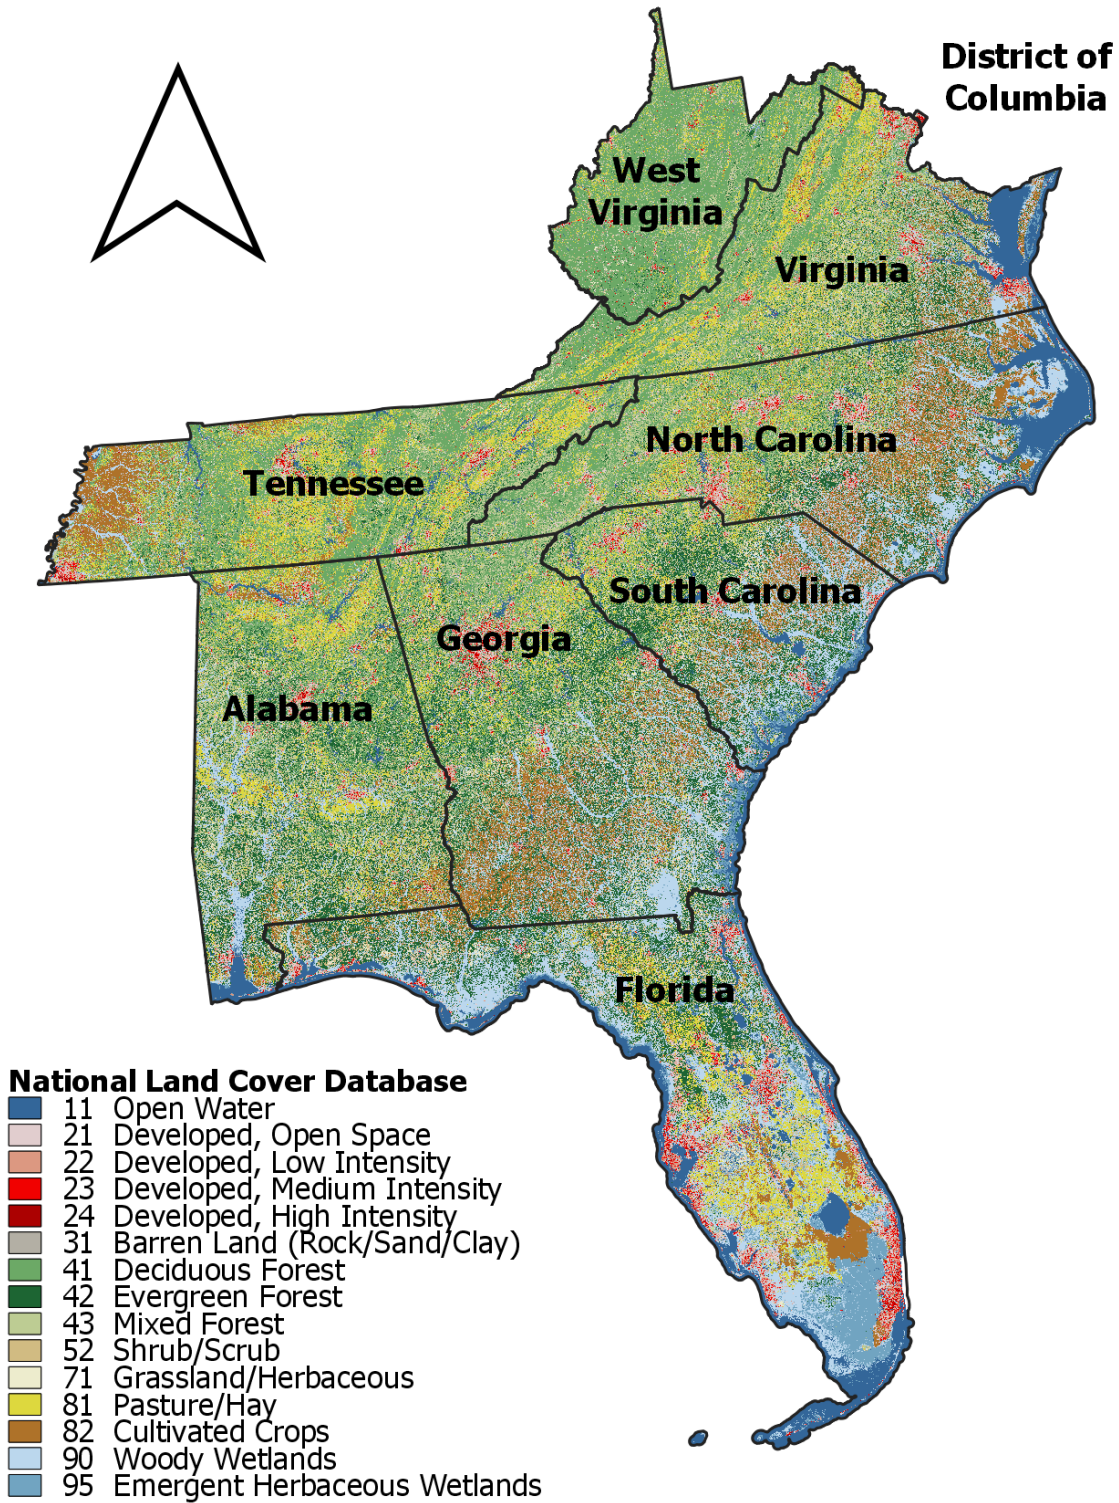 District of
Columbia
West
Virginia
Virginia
North Carolina
Tennessee
South Carolina
Georgia
Alabama
Florida
National Land Cover Database
11 Open Water
21 Developed, Open Space
22 Developed, Low Intensity
23 Developed, Medium Intensity
24 Developed, High Intensity
31 Barren Land (Rock/Sand/Clay)
41 Deciduous Forest
42 Evergreen Forest
43 Mixed Forest
52 Shrub/Scrub
71 Grassland/Herbaceous
81 Pasture/Hay
82 Cultivated Crops
90 Woody Wetlands
95 Emergent Herbaceous Wetlands